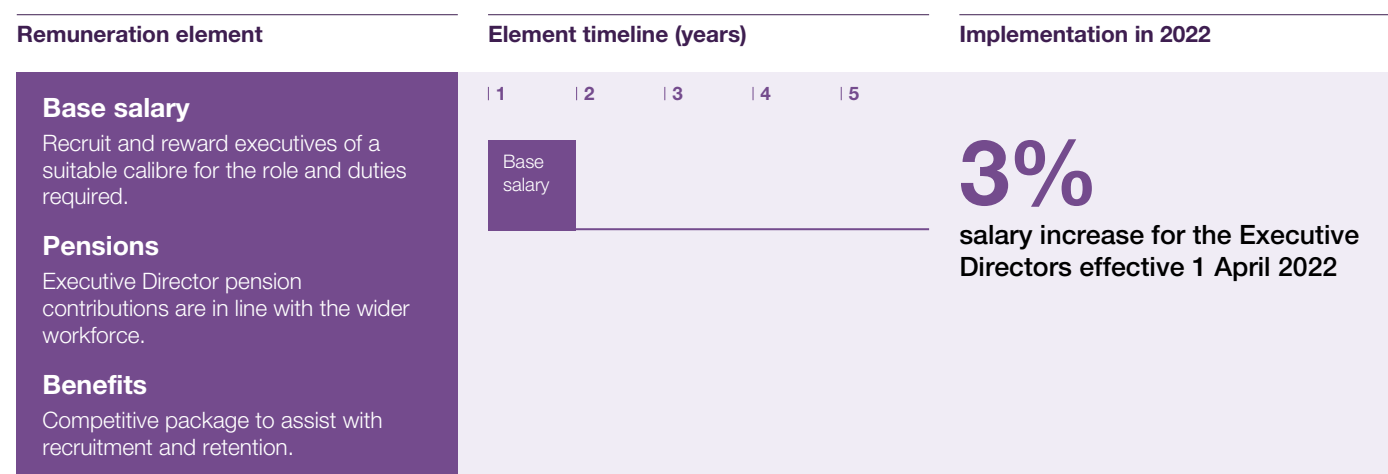 Remuneration element
Element timeline (years)
Implementation in 2022
Base salary
Recruit and reward executives of a
suitable calibre for the role and duties
required.
Pensions
Executive Director pension
contributions are in line with the wider
workforce.
Benefits
Competitive package to assist with
recruitment and retention.
1 2 3 4 5
Base
salary
3%
salary increase for the Executive
Directors effective 1 April 2022